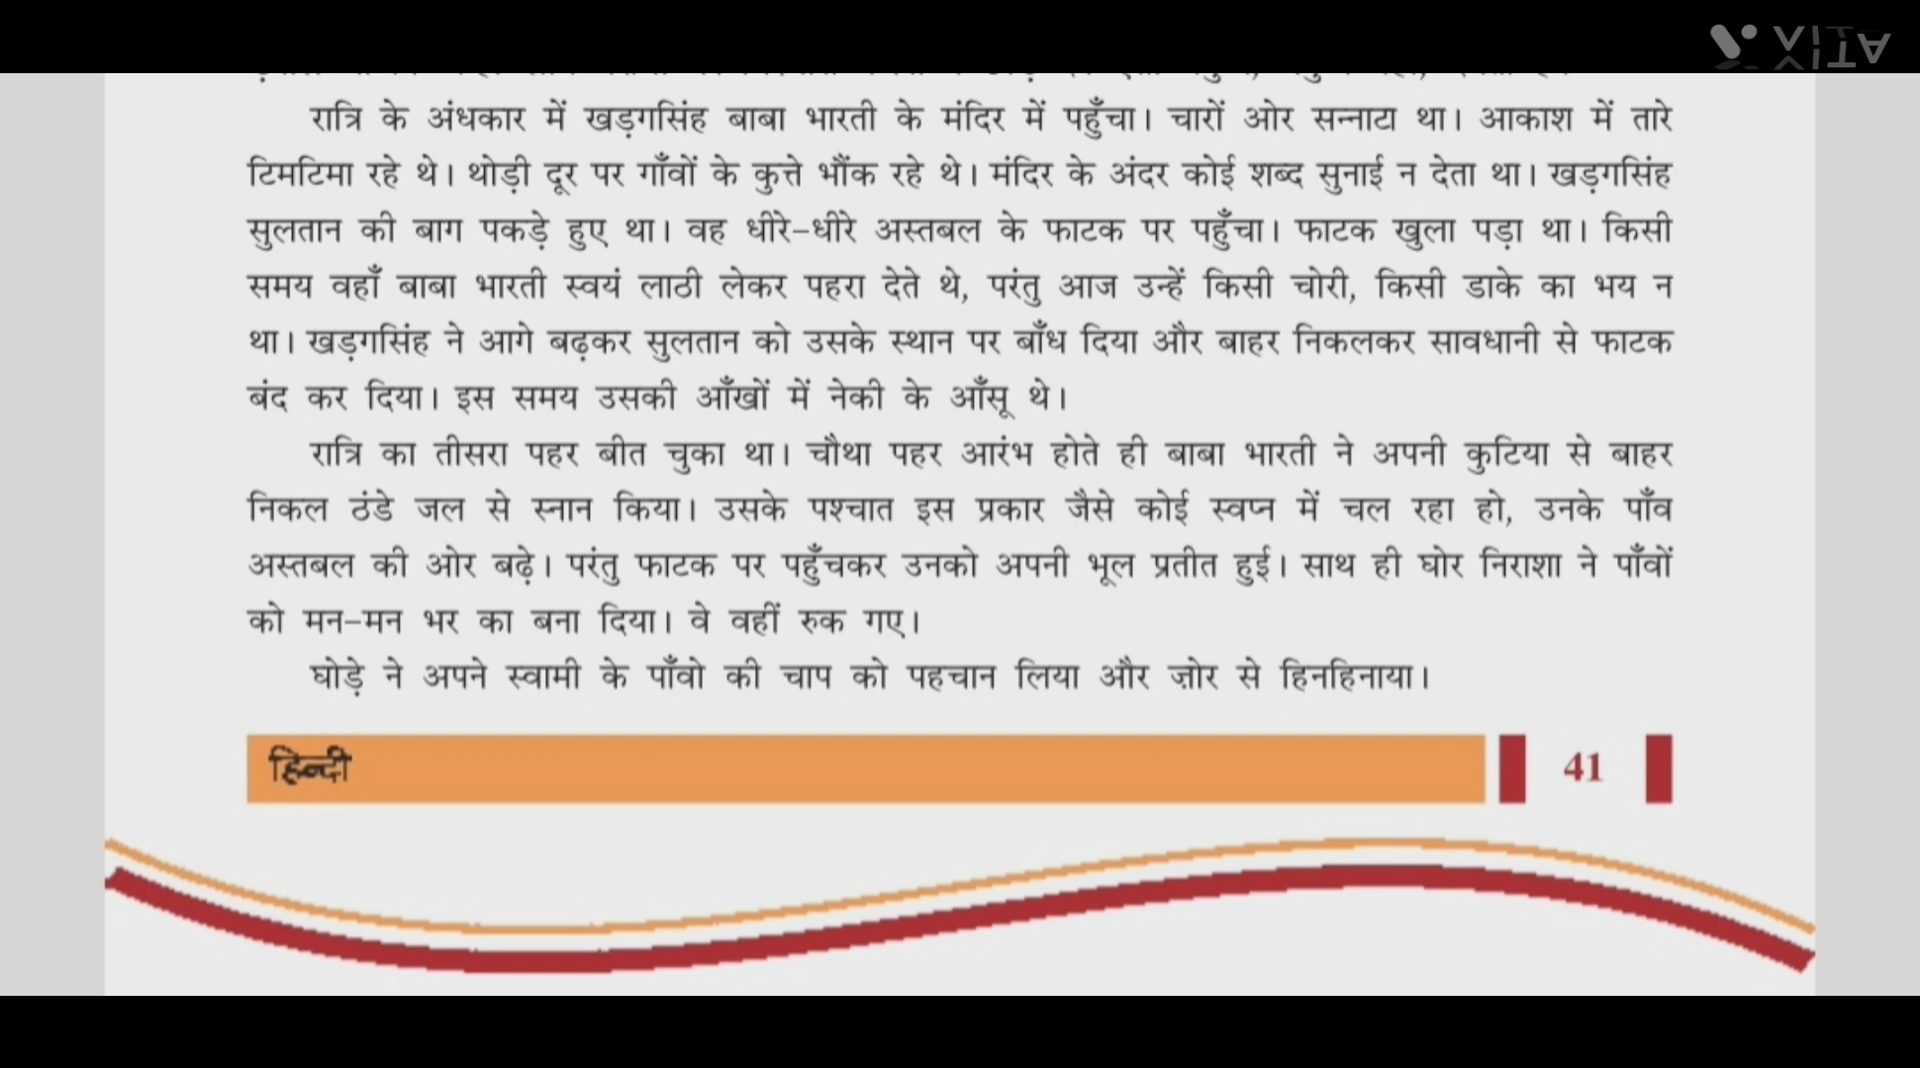 VITA
रात्रि के अंधकार में खड़गसिंह बाबा भारती के मंदिर में पहुँचा। चारों ओर सन्नाटा था। आकाश में तारे
टिमटिमा रहे थे। थोड़ी दूर पर गाँवों के कुत्ते भौंक रहे थे। मंदिर के अंदर कोई शब्द सुनाई न देता था। खड़गसिंह
सुलतान की बाग पकड़े हुए था। वह धीरे-धीरे अस्तबल के फाटक पर पहुँचा। फाटक खुला पड़ा था। किसी
समय वहाँ बाबा भारती स्वयं लाठी लेकर पहरा देते थे, परंतु आज उन्हें किसी चोरी, किसी डाके का भय न
था। खड़गसिंह ने आगे बढ़कर सुलतान को उसके स्थान पर बाँध दिया और बाहर निकलकर सावधानी से फाटक
बंद कर दिया। इस समय उसकी आँखों में नेकी के आँसू थे।
रात्रि का तीसरा पहर बीत चुका था। चौथा पहर आरंभ होते ही बाबा भारती ने अपनी कुटिया से बाहर
निकल ठंडे जल से स्नान किया। उसके पश्चात इस प्रकार जैसे कोई स्वप्न में चल रहा हो, उनके पाँव
अस्तबल की ओर बढ़े। परंतु फाटक पर पहुँचकर उनको अपनी भूल प्रतीत हुई। साथ ही घोर निराशा ने पाँवों
को मन-मन भर का बना दिया। वे वहीं रुक गए।
घोड़े ने अपने स्वामी के पाँवो की चाप को पहचान लिया और ज़ोर से हिनहिनाया।
हिन्दी
41